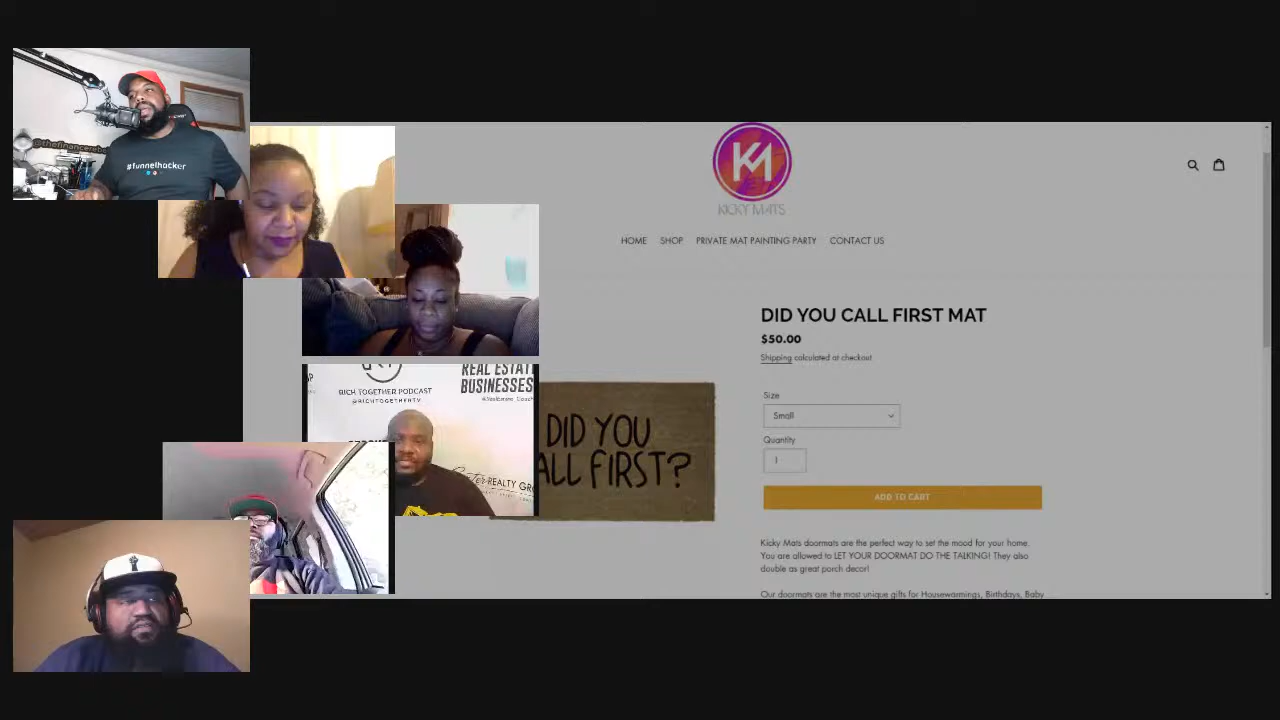 @thefinancerebel
#funnelhacker
KM
KICKY MATS
HOME SHOP PRIVATE MAT PAINTING PARTY CONTACT US
DID YOU CALL FIRST MAT
$50.00
Shipping calculated at checkout
Size
Small
Quantity
1
ADD TO CART
Kicky Mats doormats are the perfect way to set the mood for your home.
You are allowed to LET YOUR DOORMAT DO THE TALKING! They also
double as great porch decor!
Our doormats are the most unique gifts for Housewarmings, Birthdays, Baby
DID YOU
ALL FIRST?
RICH TOGETHER PODCAST
@RICHTOGETHERTV
REAL ESTATE
BUSINESSES
REALTY GRO